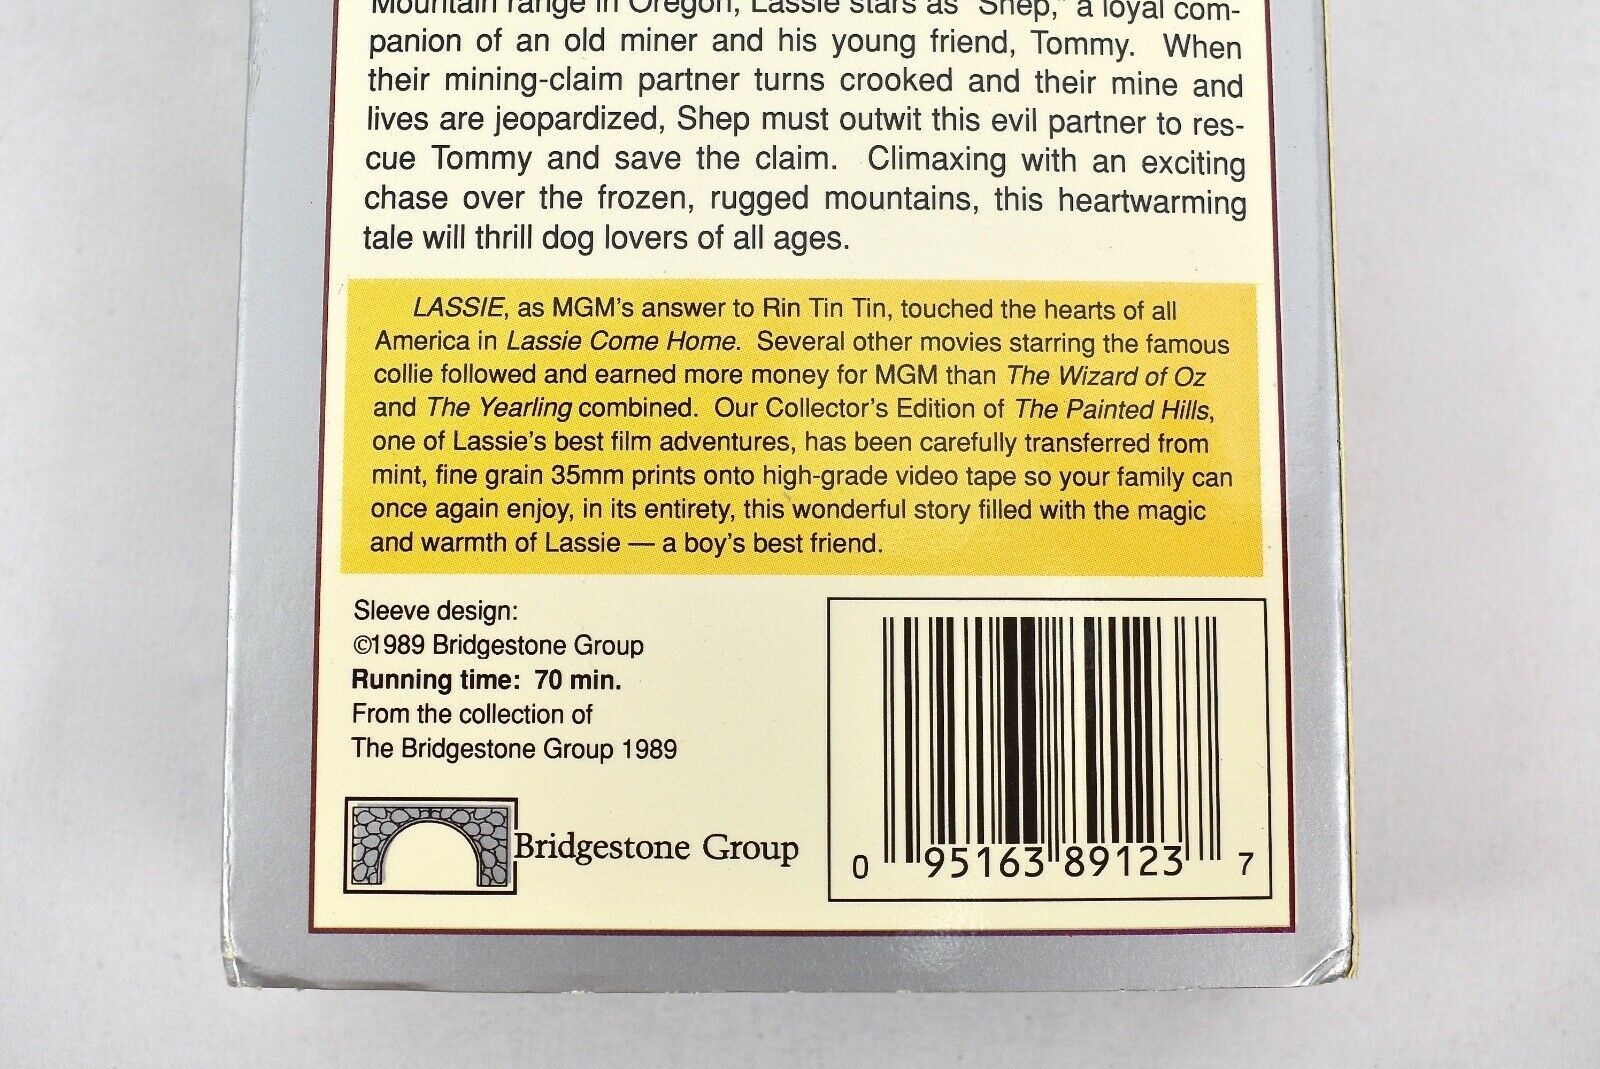 Mountain range in Oregon, Lassie stars as "Shep," a loyal com-
panion of an old miner and his young friend, Tommy. When
their mining-claim partner turns crooked and their mine and
lives are jeopardized, Shep must outwit this evil partner to res-
cue Tommy and save the claim. Climaxing with an exciting
chase over the frozen, rugged mountains, this heartwarming
tale will thrill dog lovers of all ages.
LASSIE, as MGM's answer to Rin Tin Tin, touched the hearts of all
America in Lassie Come Home. Several other movies starring the famous
collie followed and earned more money for MGM than The Wizard of Oz
and The Yearling combined. Our Collector's Edition of The Painted Hills,
one of Lassie's best film adventures, has been carefully transferred from
mint, fine grain 35mm prints onto high-grade video tape so your family can
once again enjoy, in its entirety, this wonderful story filled with the magic
and warmth of Lassie — a boy's best friend.
Sleeve design:
©1989 Bridgestone Group
Running time: 70 min.
From the collection of
The Bridgestone Group 1989
Bridgestone Group
0 95163 89123 7